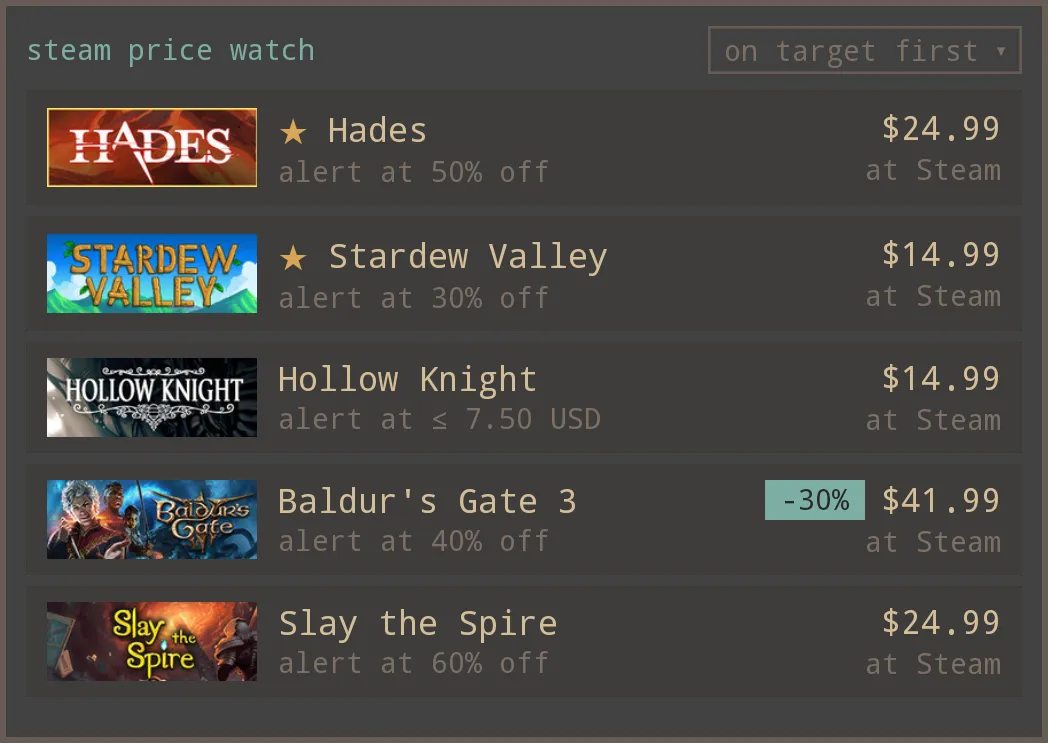 steam price watch
on target first ▾
HADES
★ Hades
$24.99
alert at 50% off
at Steam
STARDEW VALLEY
★ Stardew Valley
$14.99
alert at 30% off
at Steam
HOLLOW KNIGHT
Hollow Knight
$14.99
alert at ≤ 7.50 USD
at Steam
Baldur's Gate
Baldur's Gate 3
-30%
$41.99
alert at 40% off
at Steam
Slay the Spire
Slay the Spire
$24.99
alert at 60% off
at Steam